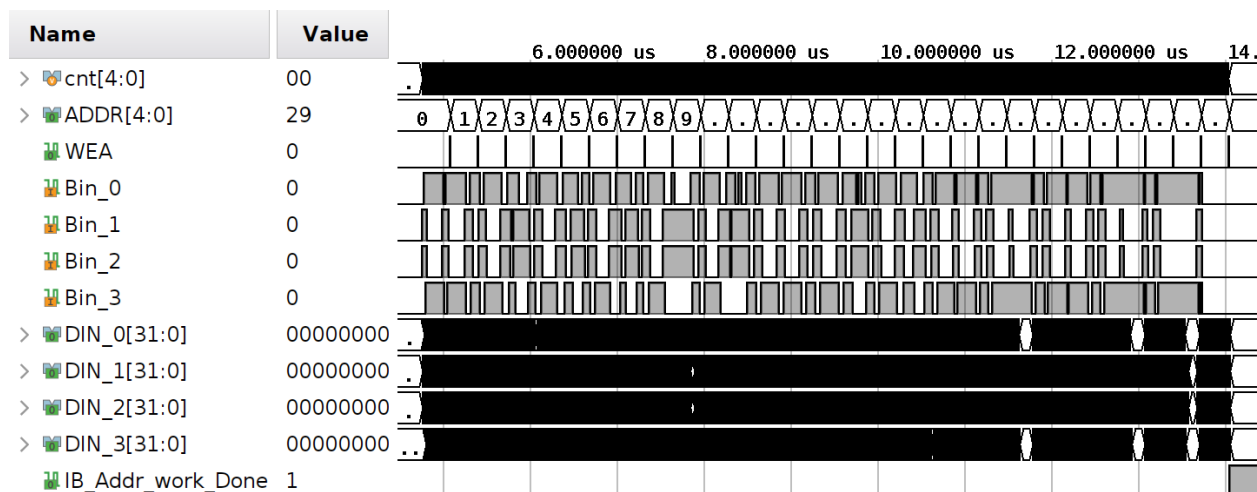 Name Value
6.000000 us 8.000000 us 10.000000 us 12.000000 us 14.
cnt[4:0] 00 .
ADDR[4:0] 29 0 1 2 3 4 5 6 7 8 9 . . . . . . . . . . . . . . . . . . .
WEA 0
Bin_0 0
Bin_1 0
Bin_2 0
Bin_3 0
DIN_0[31:0] 00000000 .
DIN_1[31:0] 00000000 .
DIN_2[31:0] 00000000 .
DIN_3[31:0] 00000000 ..
IB_Addr_work_Done 1